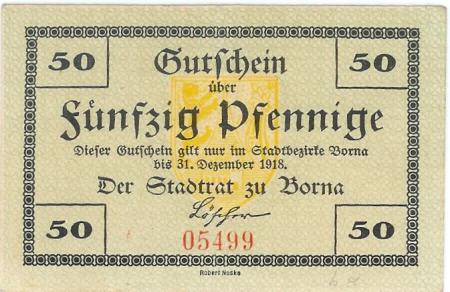 50 Gutschein 50
über
Fünfzig Pfennige
Dieser Gutschein gilt nur im Stadtbezirke Borna
bis 31. Dezember 1918.
Der Stadtrat zu Borna
Löscher
50 05499 50
Robert Noske